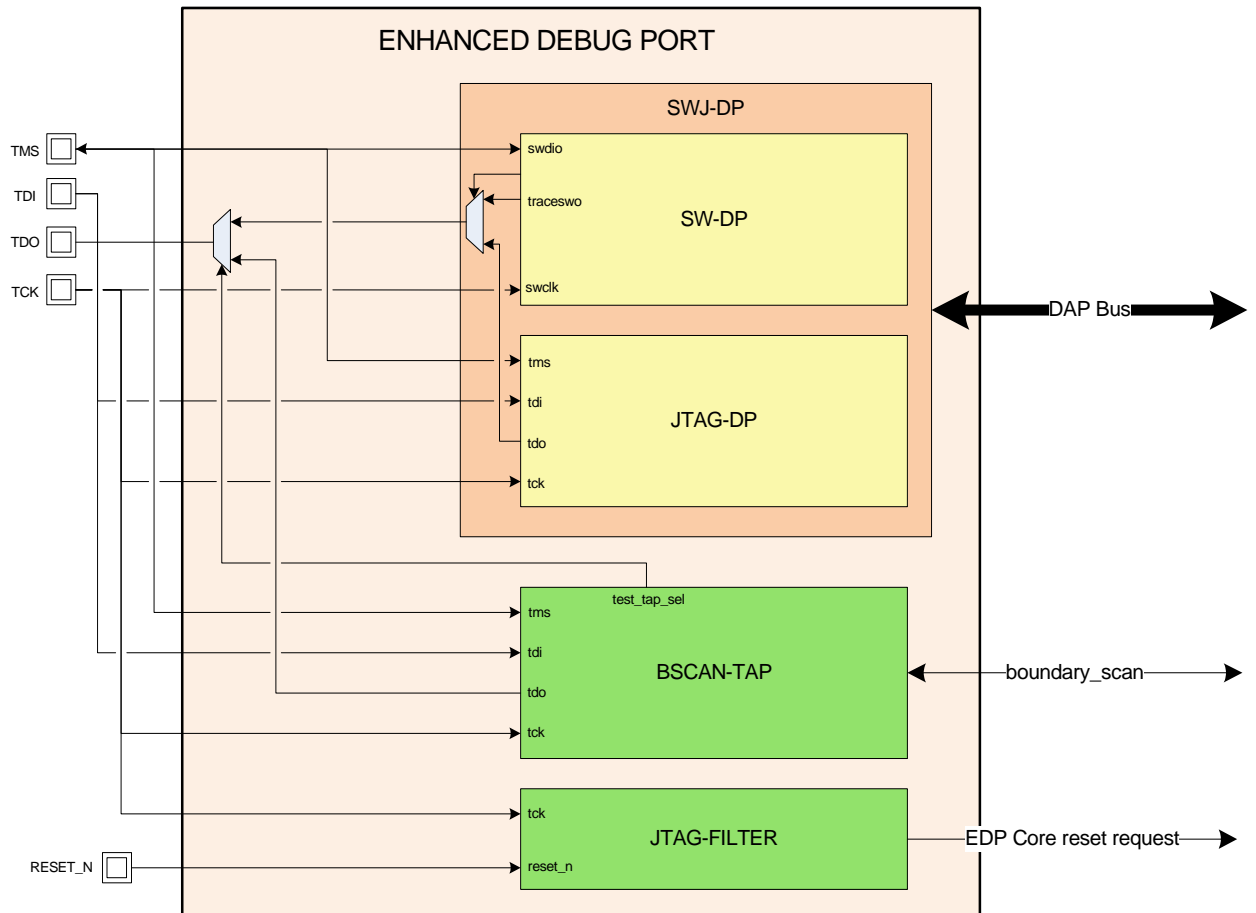 ENHANCED DEBUG PORT
SWJ-DP
TMS
swdio
TDI
traceswo
SW-DP
TDO
TCK
swclk
DAP Bus
tms
tdi
JTAG-DP
tdo
tck
test_tap_sel
tms
tdi
BSCAN-TAP
boundary_scan
tdo
tck
tck
JTAG-FILTER
EDP Core reset request
RESET_N
reset_n